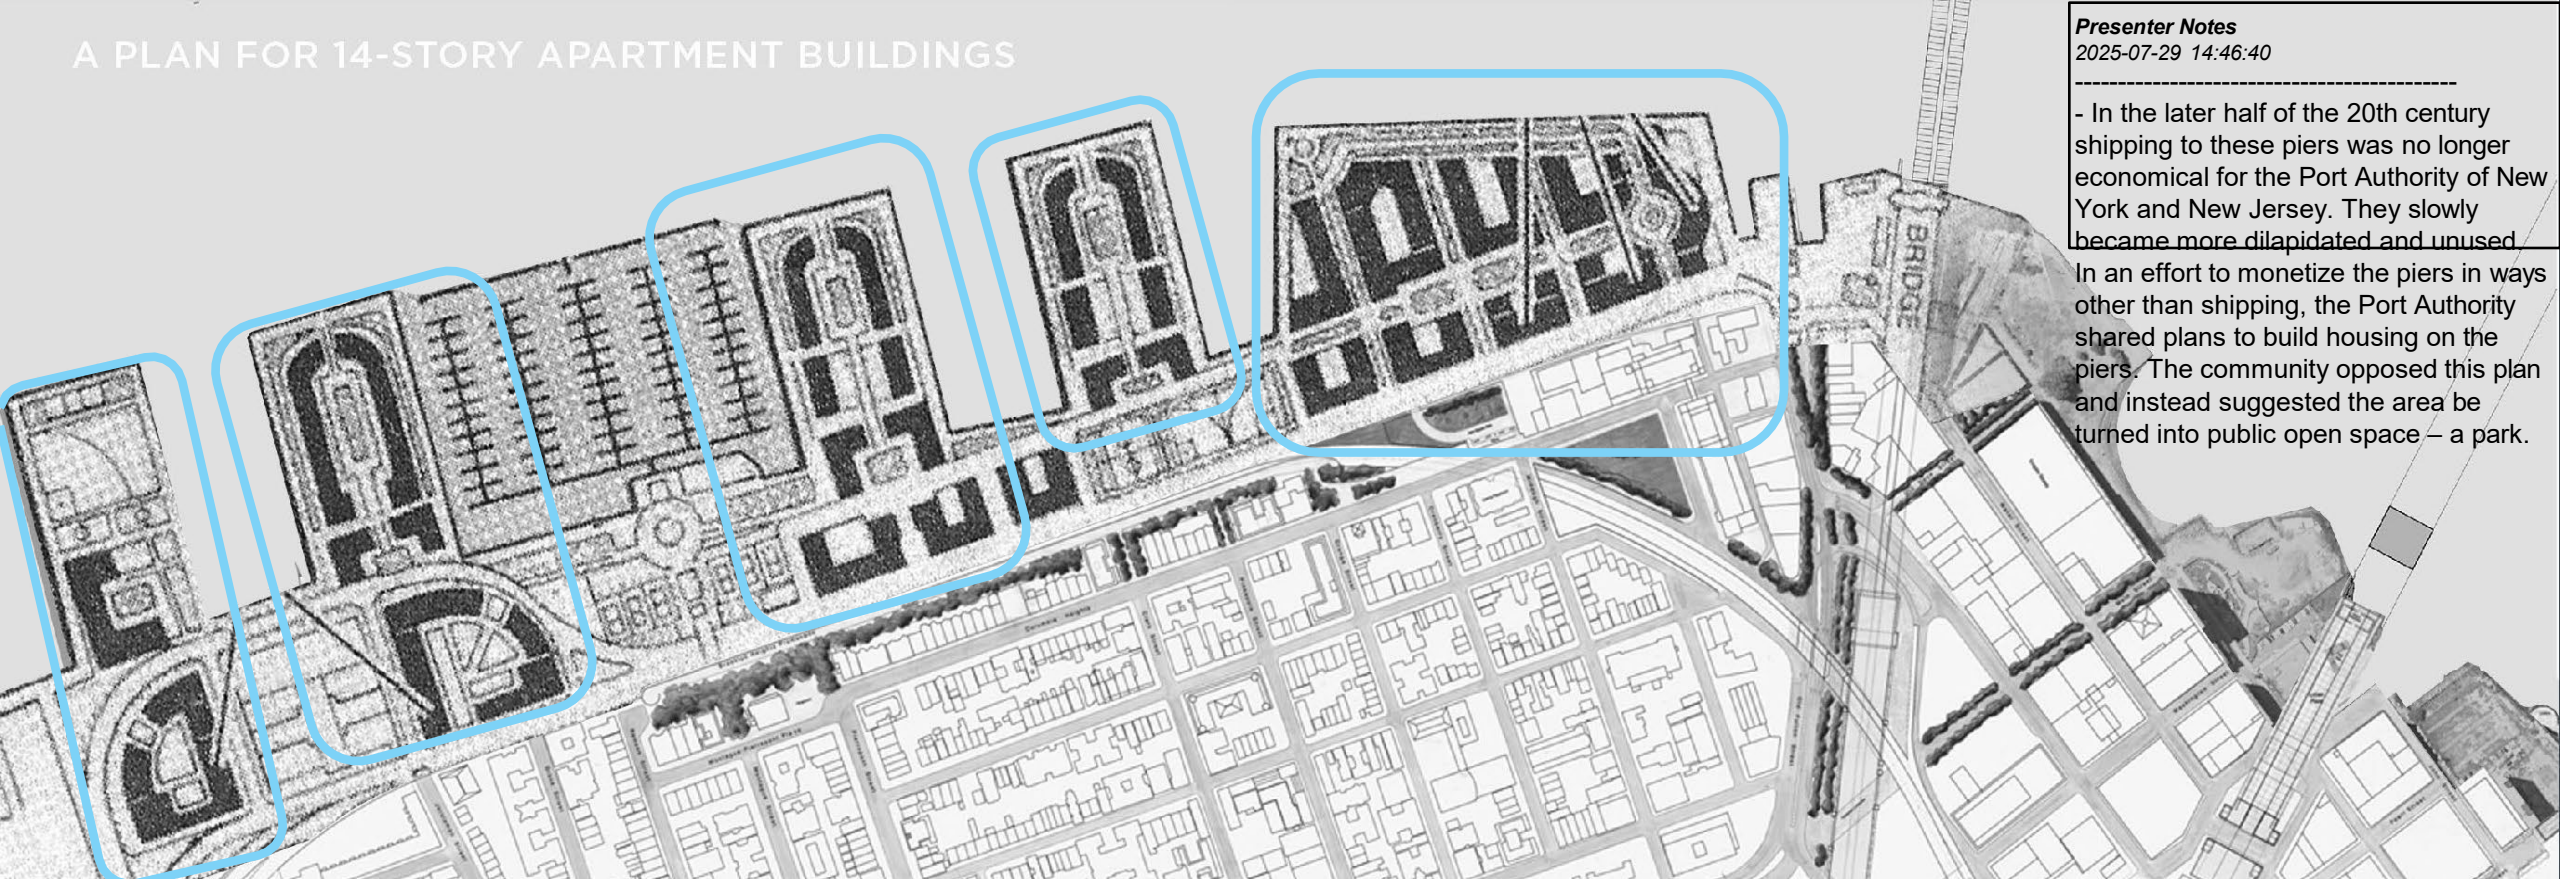 A PLAN FOR 14-STORY APARTMENT BUILDINGS
Presenter Notes
2025-07-29 14:46:40
-------------------------------------------
- In the later half of the 20th century
shipping to these piers was no longer
economical for the Port Authority of New
York and New Jersey. They slowly
became more dilapidated and unused.
In an effort to monetize the piers in ways
other than shipping, the Port Authority
shared plans to build housing on the
piers. The community opposed this plan
and instead suggested the area be
turned into public open space – a park.
BRIDGE
Columbia Heights